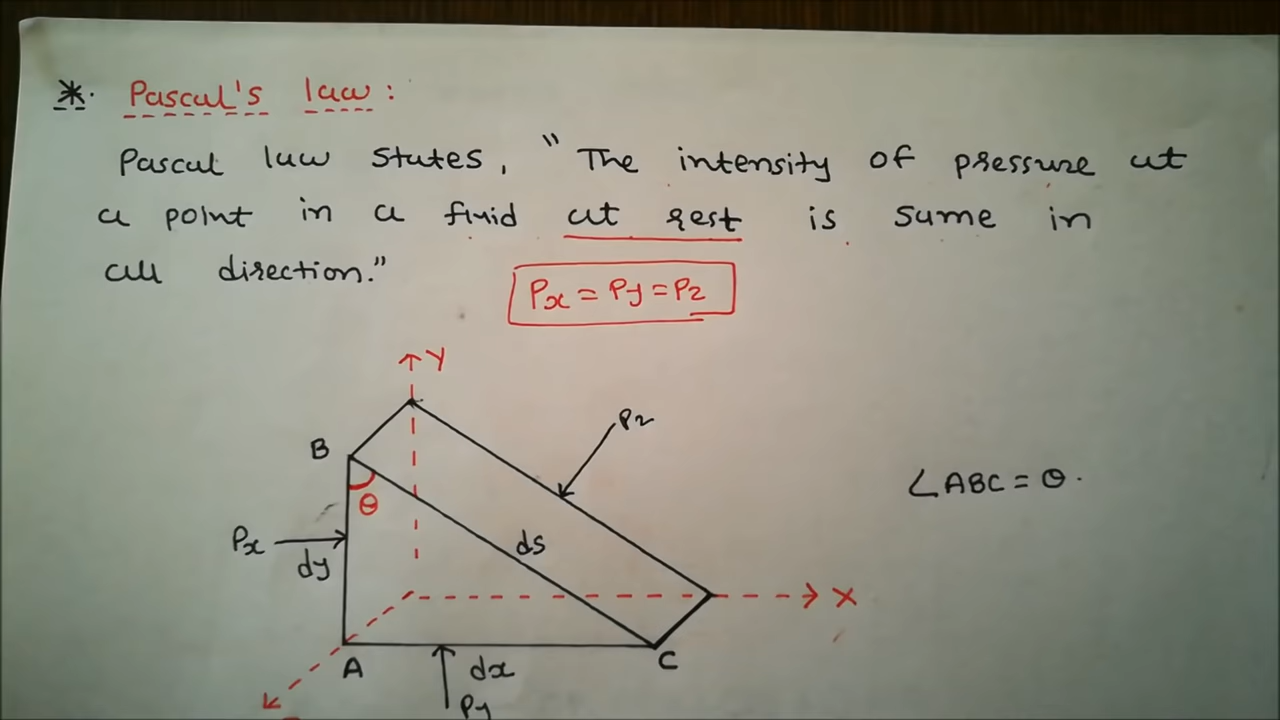 * Pascal's law:
Pascal law states, "The intensity of pressure at
a point in a fluid at rest is same in
all direction."
Px = Py = Pz
Y
Pz
B
θ
∠ABC = θ.
Px
dy
ds
X
A
dx
C
Py